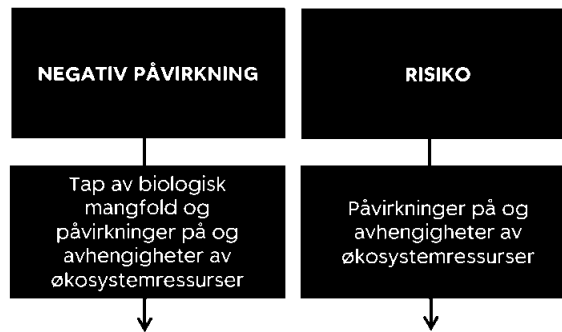 NEGATIV PÅVIRKNING
RISIKO
Tap av biologisk
mangfold og
påvirkninger på og
avhengigheter av
økosystemressurser
Påvirkninger på og
avhengigheter av
økosystemressurser